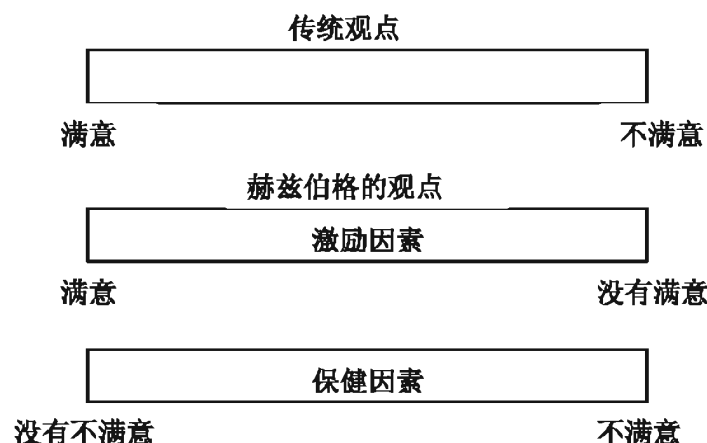 传统观点
满意 不满意
赫兹伯格的观点
激励因素
满意 没有满意
保健因素
没有不满意 不满意